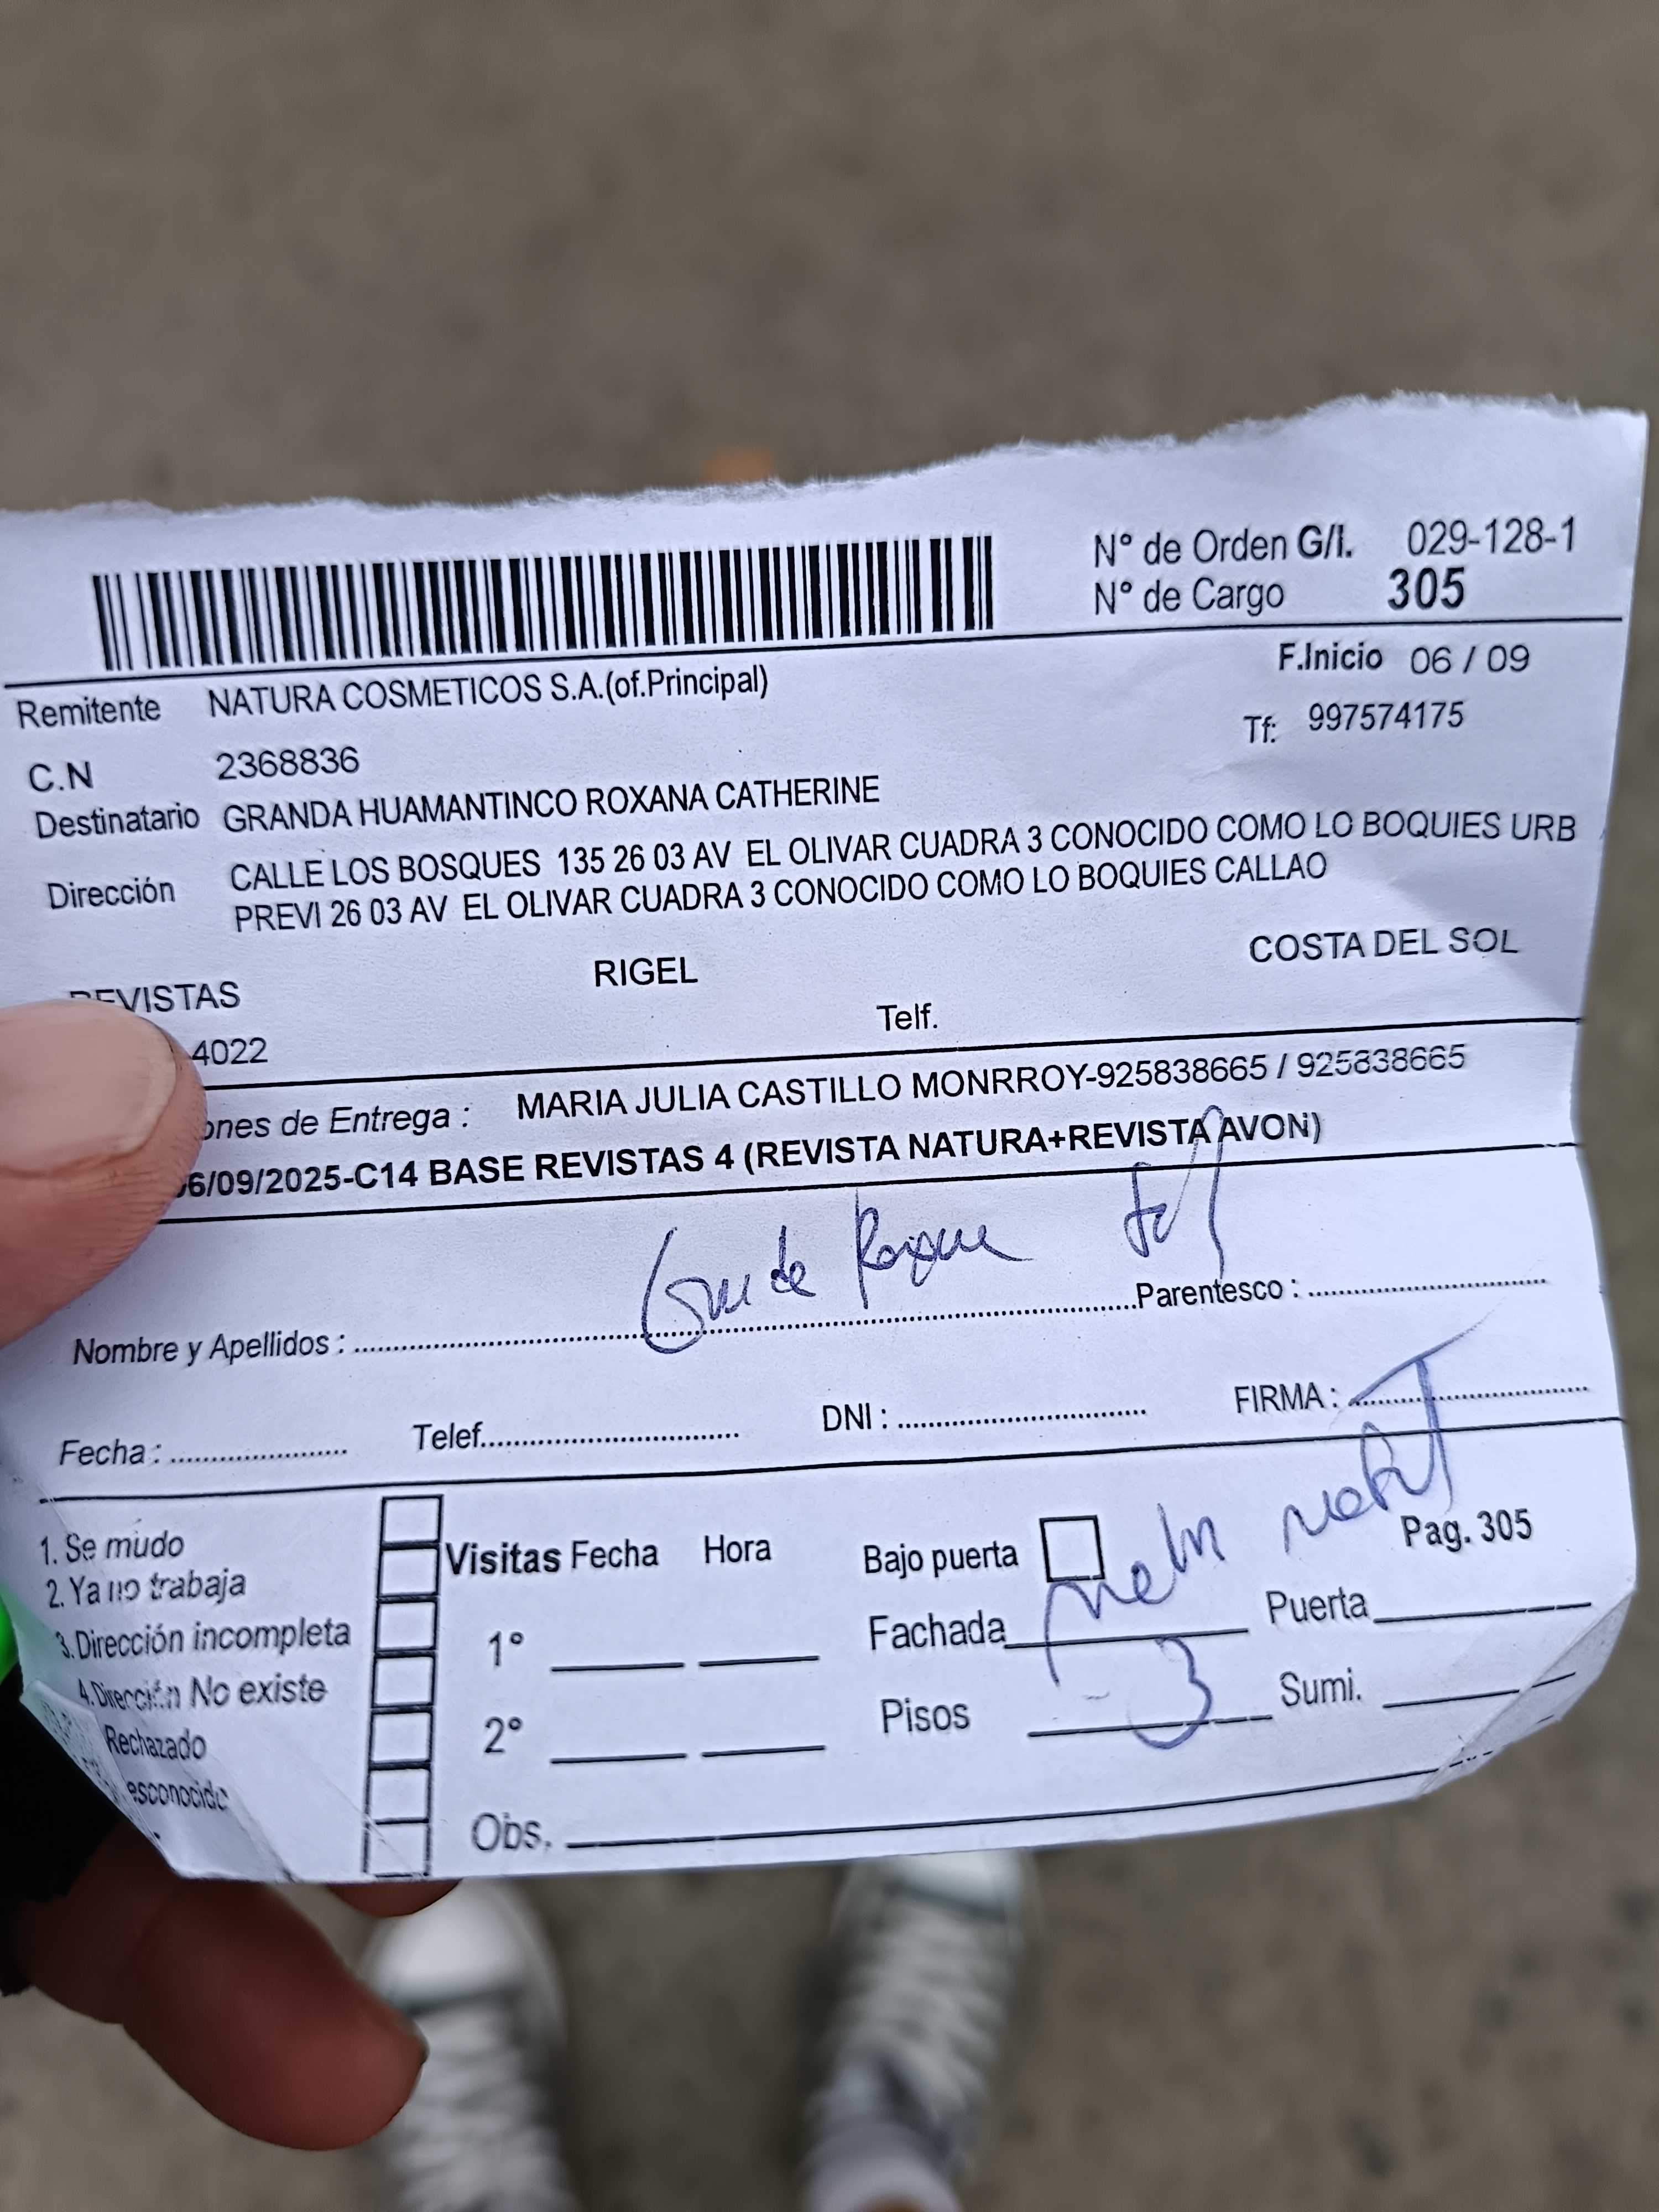 N° de Orden G/I. 029-128-1
N° de Cargo 305
F.Inicio 06 / 09
Remitente NATURA COSMETICOS S.A.(of.Principal)
Tf: 997574175
C.N 2368836
Destinatario GRANDA HUAMANTINCO ROXANA CATHERINE
Dirección CALLE LOS BOSQUES 135 26 03 AV EL OLIVAR CUADRA 3 CONOCIDO COMO LO BOQUIES URB
PREVI 26 03 AV EL OLIVAR CUADRA 3 CONOCIDO COMO LO BOQUIES CALLAO
REVISTAS RIGEL COSTA DEL SOL
4022 Telf.
ones de Entrega : MARIA JULIA CASTILLO MONRROY-925838665 / 925838665
6/09/2025-C14 BASE REVISTAS 4 (REVISTA NATURA+REVISTA AVON)
Nombre y Apellidos : Parentesco :
Fecha : Telef. DNI : FIRMA :
1. Se mudo
2. Ya no trabaja
3. Dirección incompleta
4. Dirección No existe
Rechazado
esconocido
Visitas Fecha Hora
1°
2°
Obs.
Bajo puerta Pag. 305
Fachada Puerta
Pisos 3 Sumi.